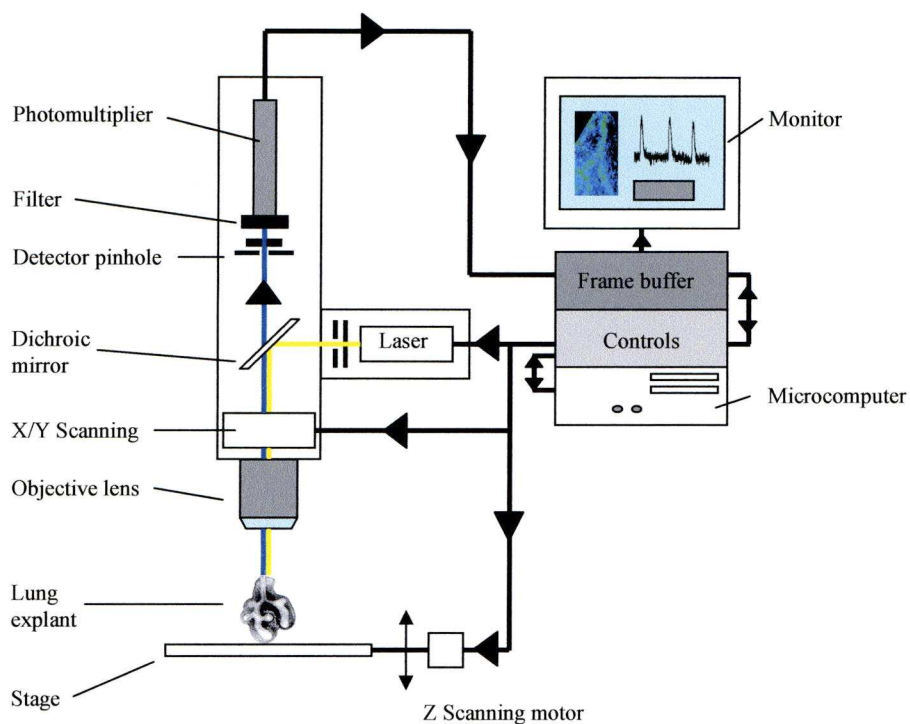 Photomultiplier
Filter
Detector pinhole
Dichroic
mirror
X/Y Scanning
Objective lens
Lung
explant
Stage
Laser
Z Scanning motor
Monitor
Frame buffer
Controls
Microcomputer